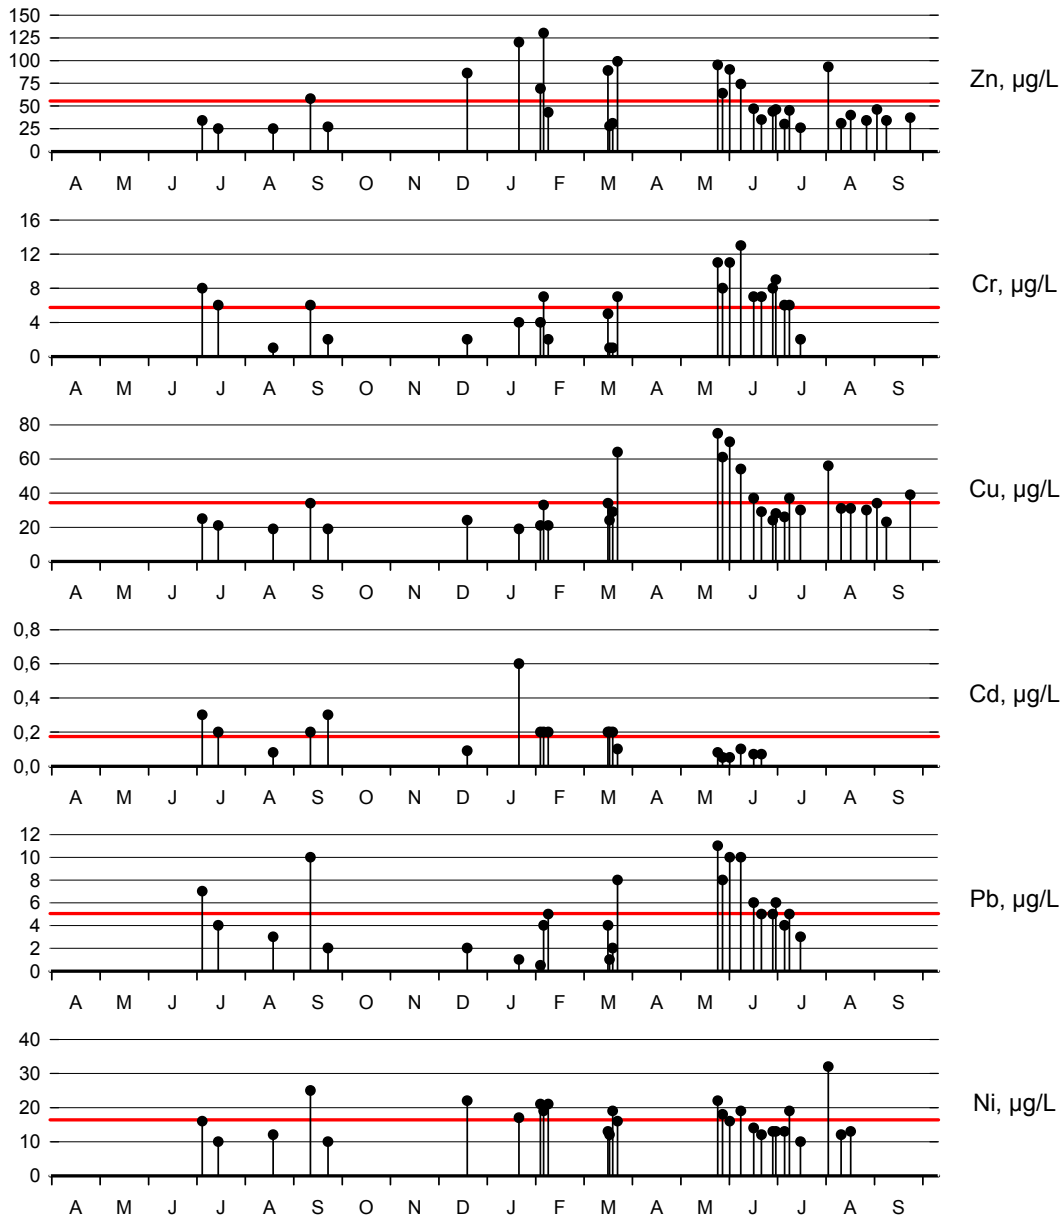 150
125
100
75
50
25
0
Zn, µg/L
A M J J A S O N D J F M A M J J A S
16
12
8
4
0
Cr, µg/L
A M J J A S O N D J F M A M J J A S
80
60
40
20
0
Cu, µg/L
A M J J A S O N D J F M A M J J A S
0,8
0,6
0,4
0,2
0,0
Cd, µg/L
A M J J A S O N D J F M A M J J A S
12
10
8
6
4
2
0
Pb, µg/L
A M J J A S O N D J F M A M J J A S
40
30
20
10
0
Ni, µg/L
A M J J A S O N D J F M A M J J A S